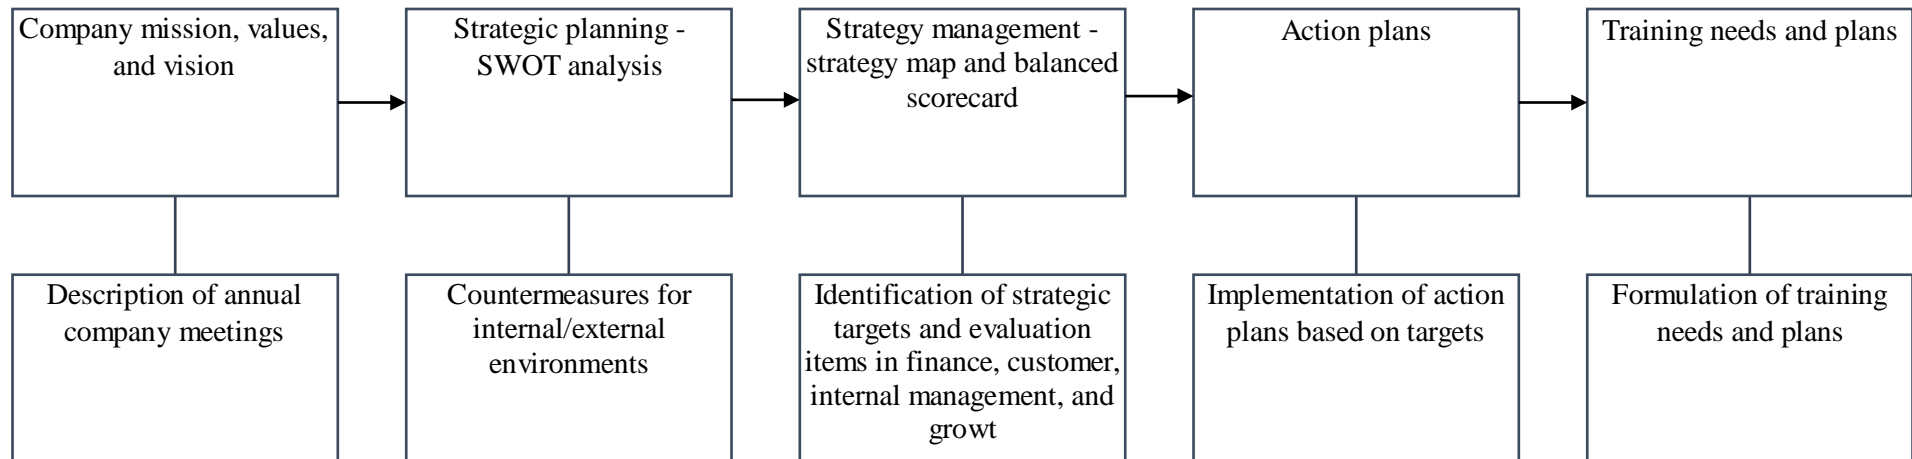 Company mission, values,
and vision
Strategic planning -
SWOT analysis
Strategy management -
strategy map and balanced
scorecard
Action plans
Training needs and plans
Description of annual
company meetings
Countermeasures for
internal/external
environments
Identification of strategic
targets and evaluation
items in finance, customer,
internal management, and
growt
Implementation of action
plans based on targets
Formulation of training
needs and plans